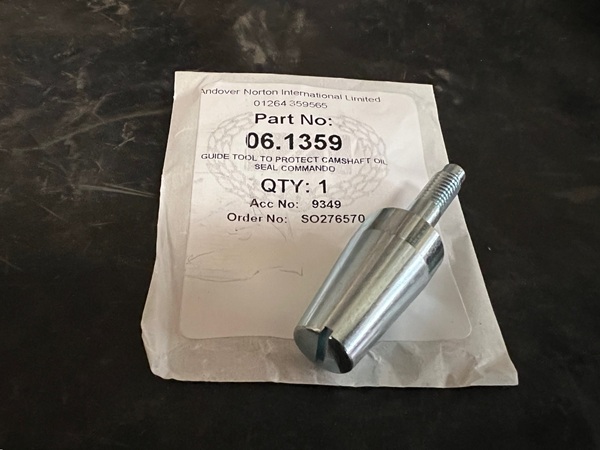 Andover Norton International Limited
01264 359565
Part No:
06.1359
GUIDE TOOL TO PROTECT CAMSHAFT OIL
SEAL COMMANDO
QTY: 1
Acc No: 9349
Order No: SO276570